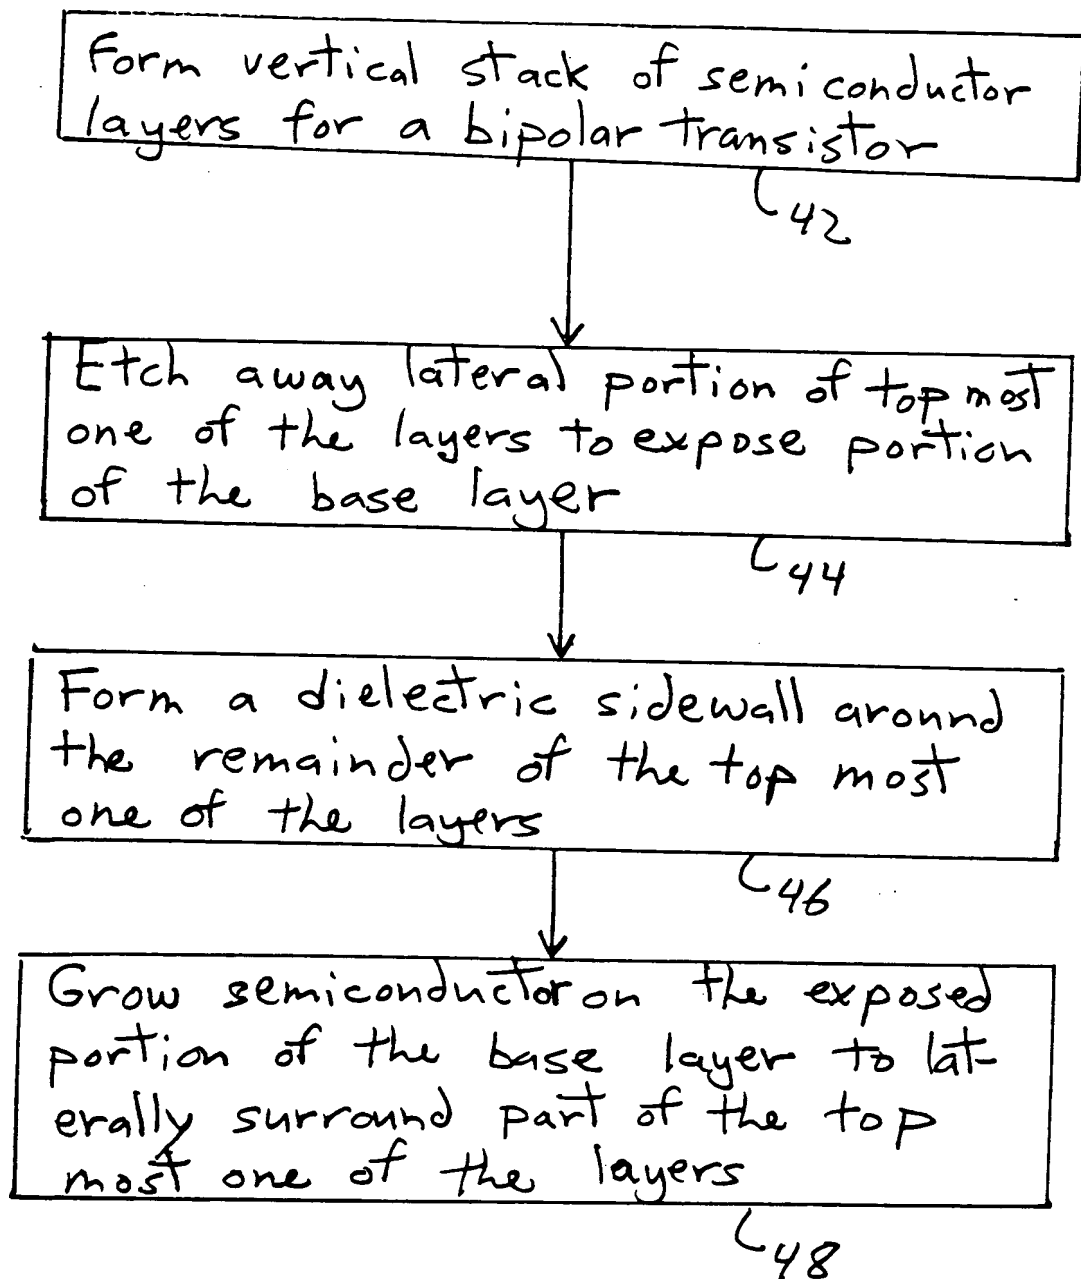 Form vertical stack of semiconductor
layers for a bipolar transistor
42
Etch away lateral portion of top most
one of the layers to expose portion
of the base layer
44
Form a dielectric sidewall around
the remainder of the top most
one of the layers
46
Grow semiconductor on the exposed
portion of the base layer to lat-
erally surround part of the top
most one of the layers
48